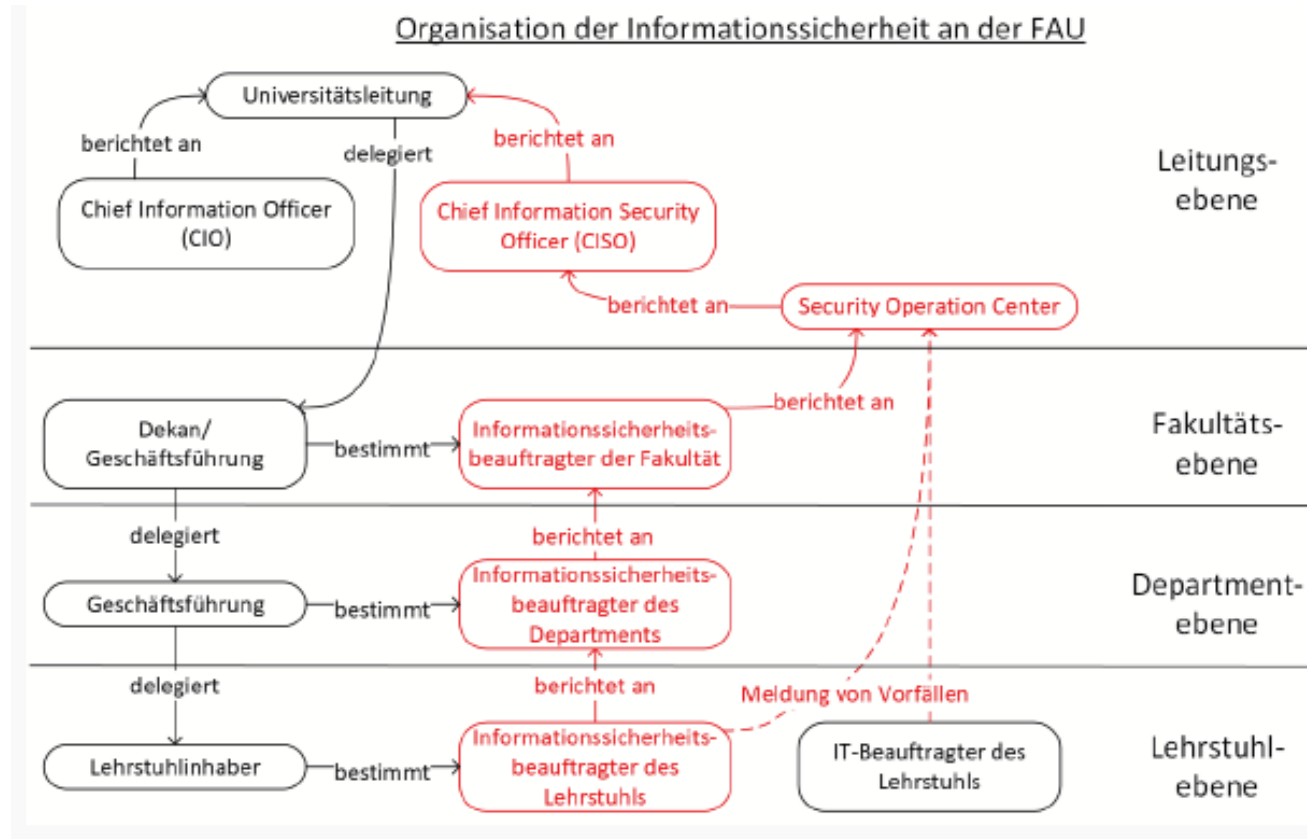 Organisation der Informationssicherheit an der FAU
Universitätsleitung
berichtet an
delegiert
berichtet an
Chief Information Officer
(CIO)
Chief Information Security
Officer (CISO)
Leitungs-
ebene
berichtet an
Security Operation Center
berichtet an
Dekan/
Geschäftsführung
bestimmt
Informationssicherheits-
beauftragter der Fakultät
Fakultäts-
ebene
delegiert
berichtet an
Geschäftsführung
bestimmt
Informationssicherheits-
beauftragter des
Departments
Department-
ebene
delegiert
berichtet an
Meldung von Vorfällen
Lehrstuhlinhaber
bestimmt
Informationssicherheits-
beauftragter des
Lehrstuhls
IT-Beauftragter des
Lehrstuhls
Lehrstuhl-
ebene